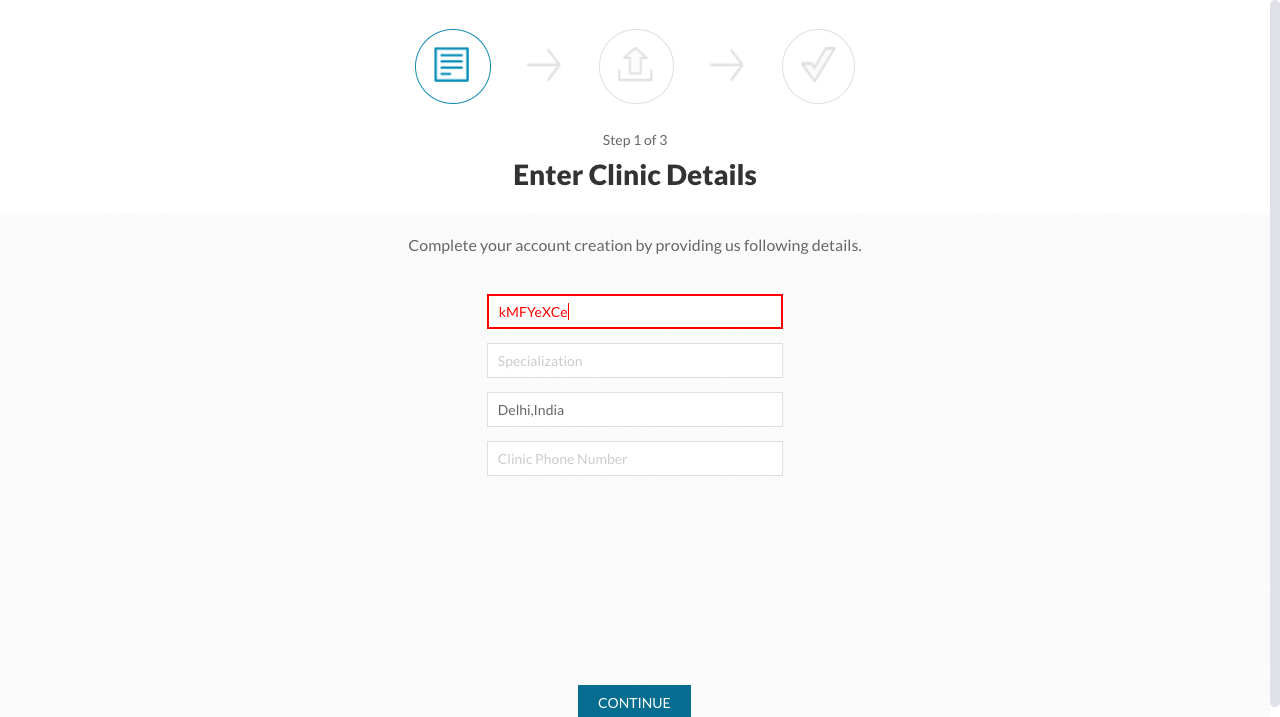 Step 1 of 3
Enter Clinic Details
Complete your account creation by providing us following details.
kMFYeXCe
Specialization
Delhi,India
Clinic Phone Number
CONTINUE